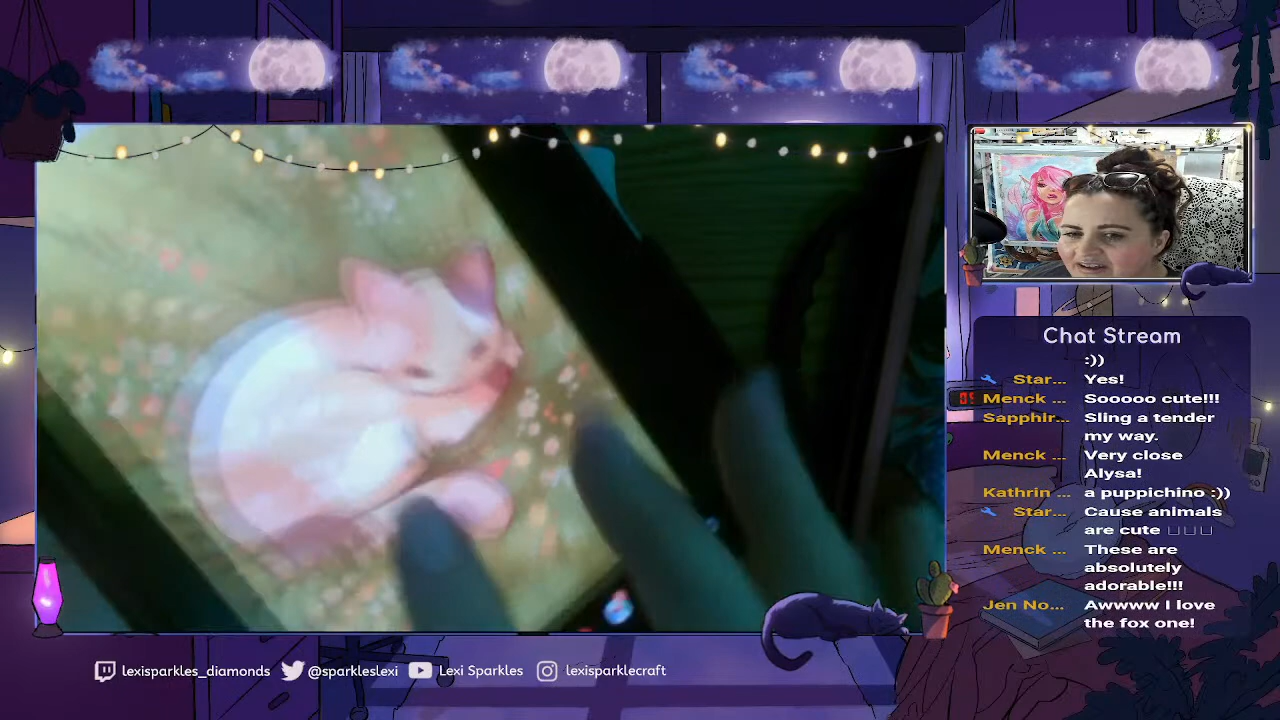 Chat Stream
:))
Star... Yes!
Menck ... Sooooo cute!!!
Sapphir... Sling a tender
my way.
Menck ... Very close
Alysa!
Kathrin ... a puppichino :))
Star... Cause animals
are cute
Menck ... These are
absolutely
adorable!!!
Jen No... Awwww I love
the fox one!
lexisparkles_diamonds @sparkleslexi Lexi Sparkles lexisparklecraft